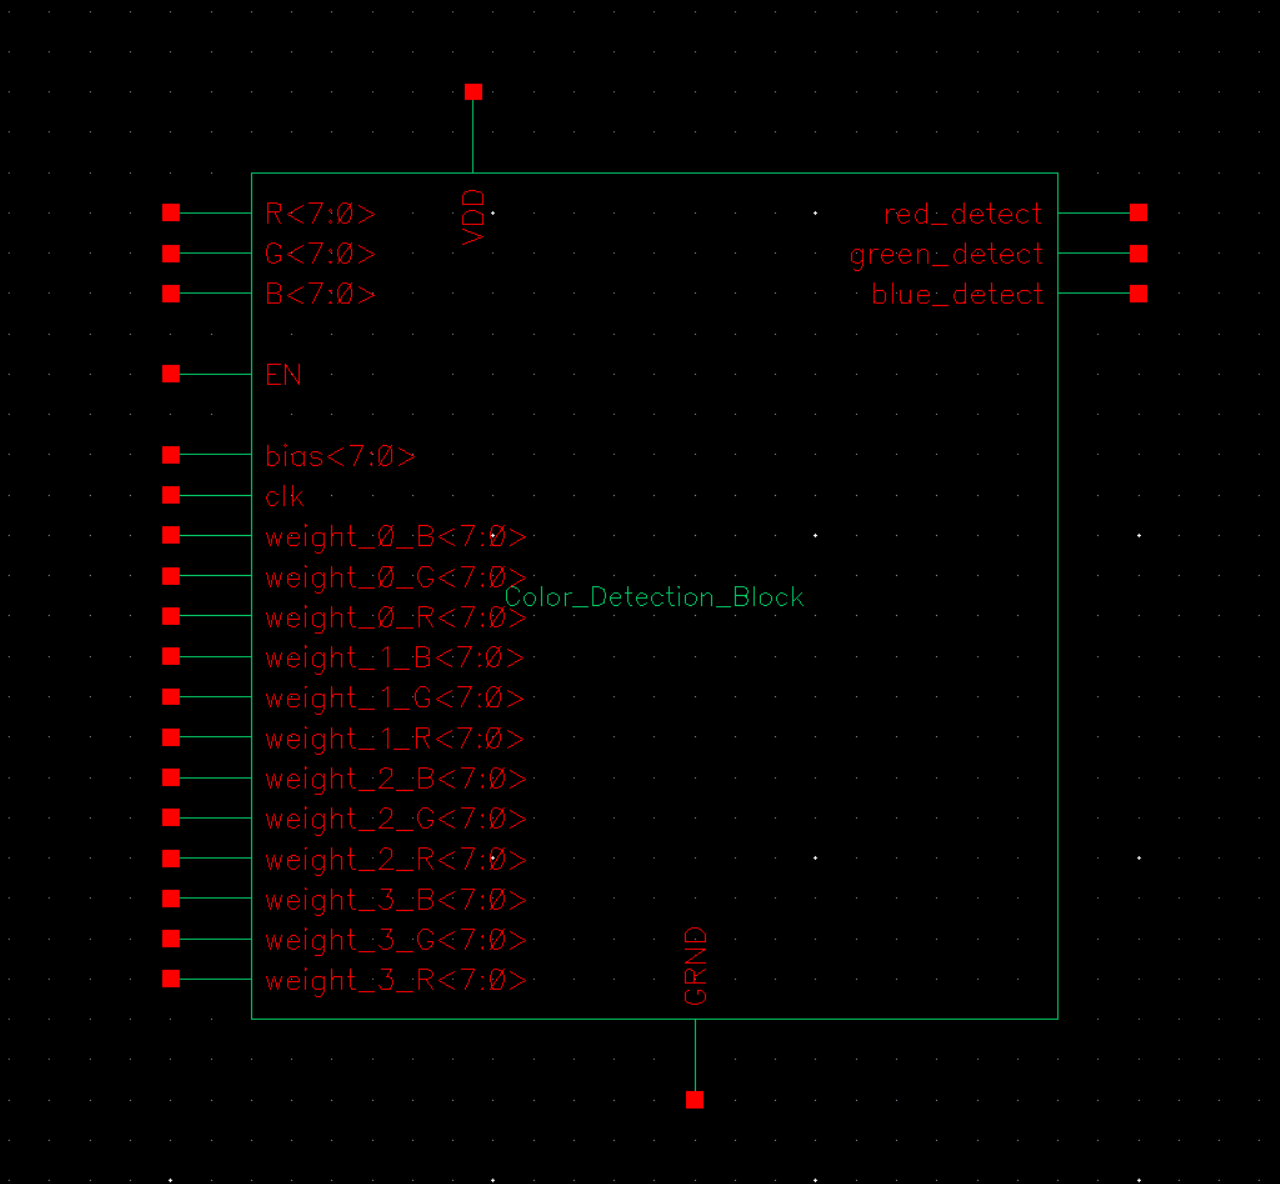 VDD
R<7:0>
red_detect
G<7:0>
green_detect
B<7:0>
blue_detect
EN
bias<7:0>
clk
weight_0_B<7:0>
weight_0_G<7:0>
Color_Detection_Block
weight_0_R<7:0>
weight_1_B<7:0>
weight_1_G<7:0>
weight_1_R<7:0>
weight_2_B<7:0>
weight_2_G<7:0>
weight_2_R<7:0>
weight_3_B<7:0>
weight_3_G<7:0>
weight_3_R<7:0>
GRND